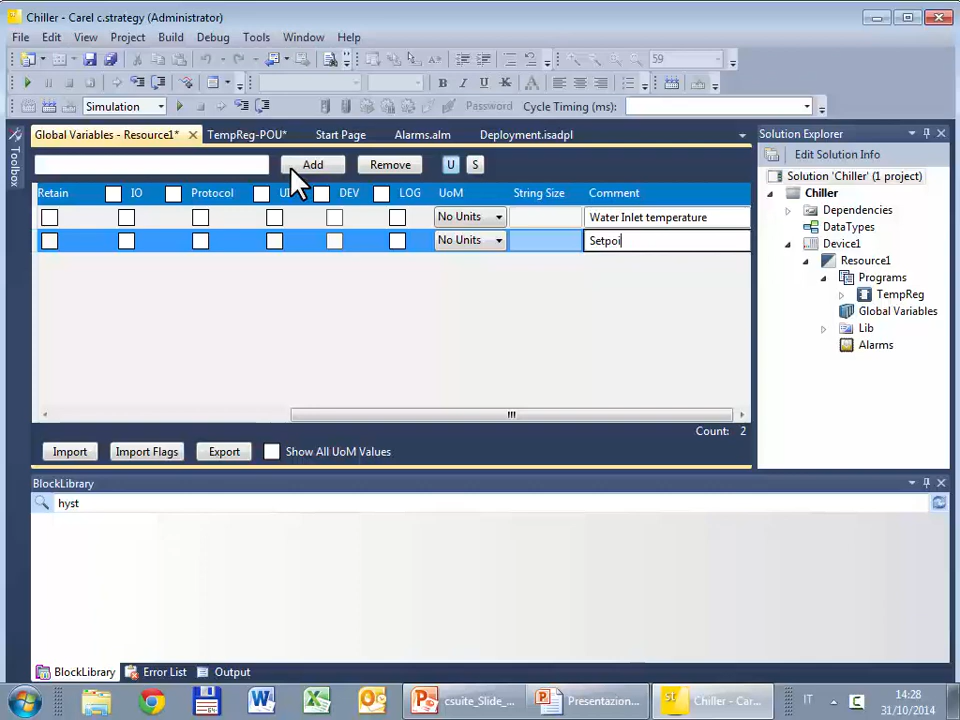 Chiller - Carel c.strategy (Administrator)
File Edit View Project Build Debug Tools Window Help
59
Simulation Password Cycle Timing (ms):
Toolbox
Global Variables - Resource1* TempReg-POU* Start Page Alarms.alm Deployment.isadpl
Add Remove U S
Retain IO Protocol DEV LOG UoM String Size Comment
No Units Water Inlet temperature
No Units Setpoi
Count: 2
Import Import Flags Export Show All UoM Values
Solution Explorer
Edit Solution Info
Solution 'Chiller' (1 project)
Chiller
Dependencies
DataTypes
Device1
Resource1
Programs
TempReg
Global Variables
Lib
Alarms
BlockLibrary
hyst
BlockLibrary Error List Output
csuite_Slide_... Presentazion... Chiller - Car... IT 14:28
31/10/2014